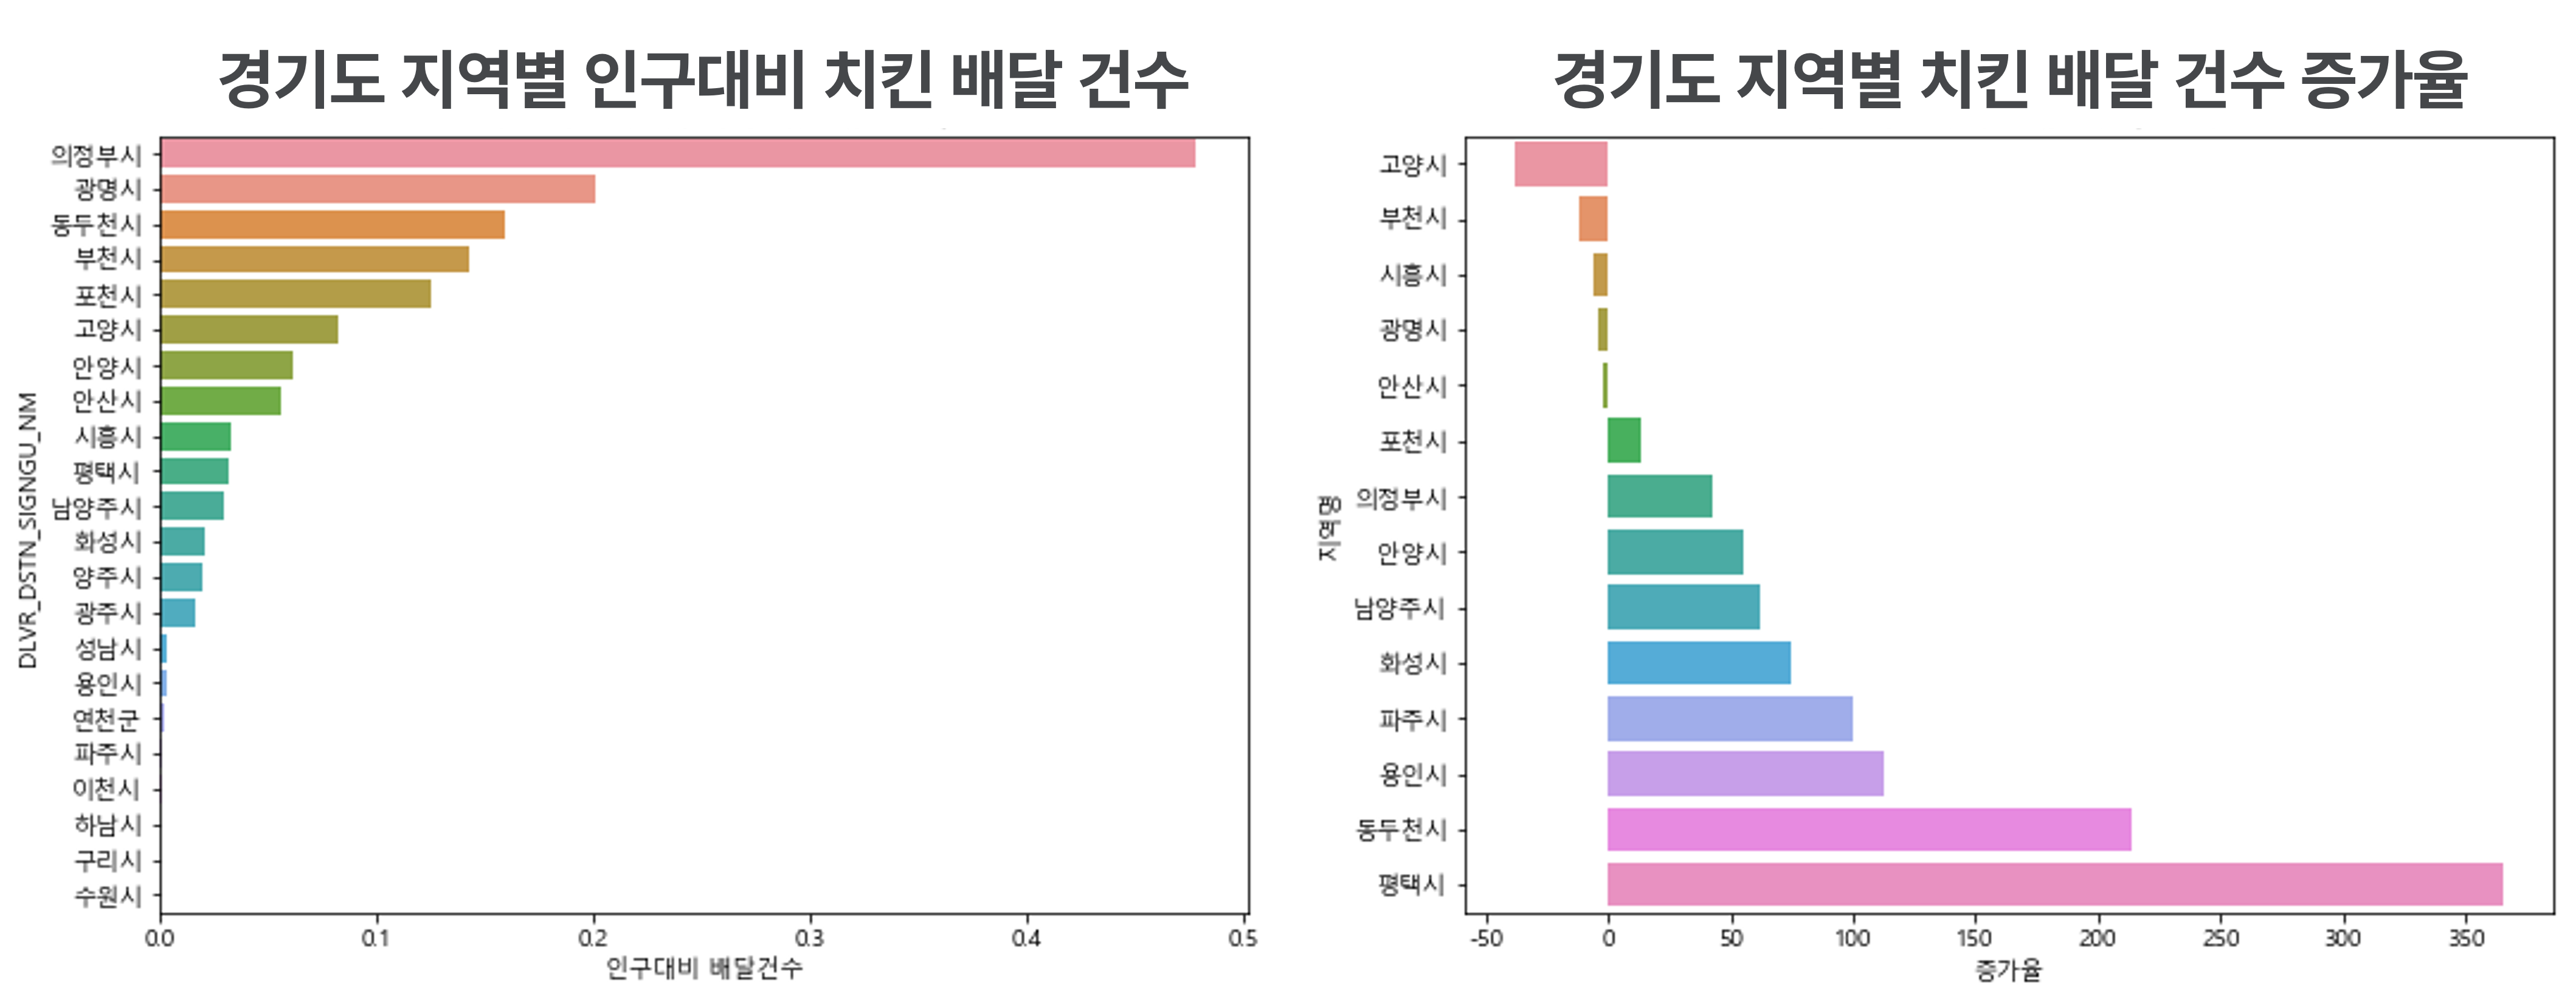 경기도 지역별 인구대비 치킨 배달 건수
DLVR_DSTN_SIGNGU_NM
의정부시
광명시
동두천시
부천시
포천시
고양시
안양시
안산시
시흥시
평택시
남양주시
화성시
양주시
광주시
성남시
용인시
연천군
파주시
이천시
하남시
구리시
수원시
0.0 0.1 0.2 0.3 0.4 0.5
인구대비 배달건수
경기도 지역별 치킨 배달 건수 증가율
지역명
고양시
부천시
시흥시
광명시
안산시
포천시
의정부시
안양시
남양주시
화성시
파주시
용인시
동두천시
평택시
-50 0 50 100 150 200 250 300 350
증가율